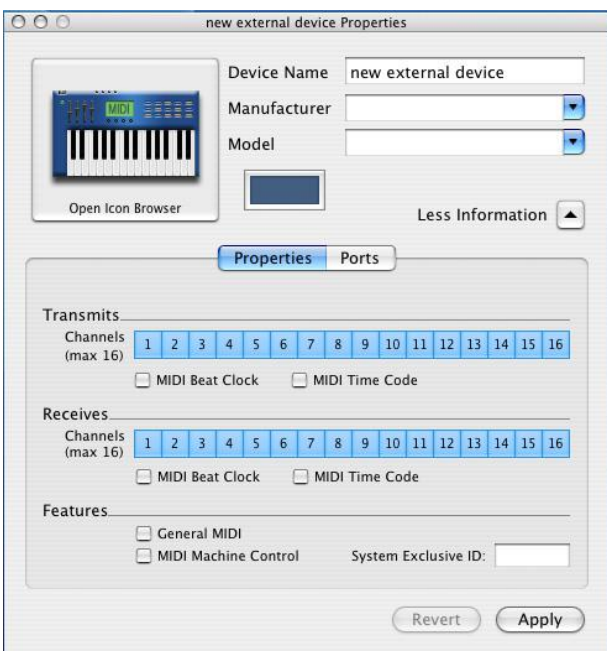 new external device Properties
Device Name new external device
MIDI
Manufacturer
Model
Open Icon Browser
Less Information
Properties Ports
Transmits
Channels (max 16) 1 2 3 4 5 6 7 8 9 10 11 12 13 14 15 16
MIDI Beat Clock MIDI Time Code
Receives
Channels (max 16) 1 2 3 4 5 6 7 8 9 10 11 12 13 14 15 16
MIDI Beat Clock MIDI Time Code
Features
General MIDI
MIDI Machine Control System Exclusive ID:
Revert Apply